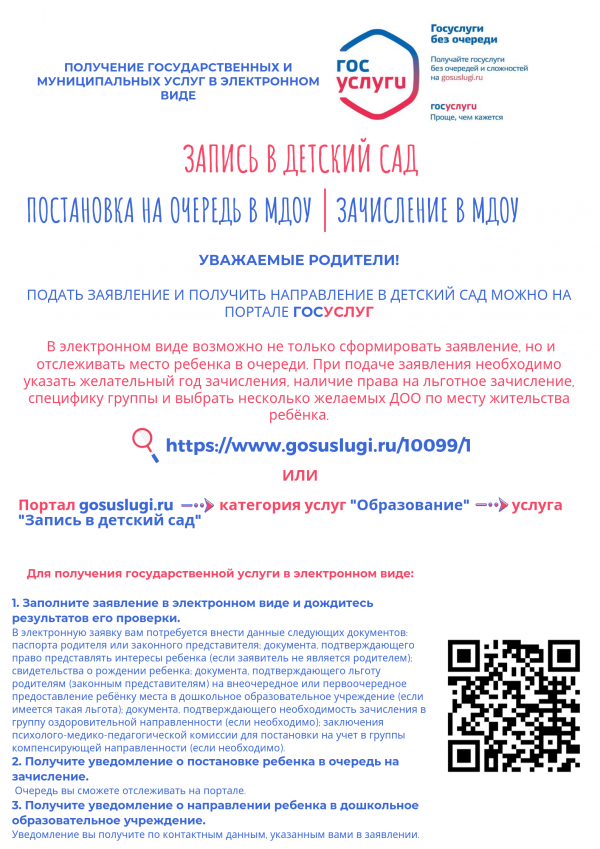 ПОЛУЧЕНИЕ ГОСУДАРСТВЕННЫХ И
МУНИЦИПАЛЬНЫХ УСЛУГ В ЭЛЕКТРОННОМ
ВИДЕ
гос
услуги
Госуслуги
без очереди
Получайте госуслуги
без очередей и сложностей
на gosuslugi.ru
госуслуги
Проще, чем кажется
ЗАПИСЬ В ДЕТСКИЙ САД
ПОСТАНОВКА НА ОЧЕРЕДЬ В МДОУ | ЗАЧИСЛЕНИЕ В МДОУ
УВАЖАЕМЫЕ РОДИТЕЛИ!
ПОДАТЬ ЗАЯВЛЕНИЕ И ПОЛУЧИТЬ НАПРАВЛЕНИЕ В ДЕТСКИЙ САД МОЖНО НА
ПОРТАЛЕ ГОСУСЛУГ
В электронном виде возможно не только сформировать заявление, но и
отслеживать место ребенка в очереди. При подаче заявления необходимо
указать желательный год зачисления, наличие права на льготное зачисление,
специфику группы и выбрать несколько желаемых ДОО по месту жительства
ребёнка.
https://www.gosuslugi.ru/10099/1
ИЛИ
Портал gosuslugi.ru категория услуг "Образование" услуга
"Запись в детский сад"
Для получения государственной услуги в электронном виде:
1. Заполните заявление в электронном виде и дождитесь
результатов его проверки.
В электронную заявку вам потребуется внести данные следующих документов:
паспорта родителя или законного представителя; документа, подтверждающего
право представлять интересы ребенка (если заявитель не является родителем);
свидетельства о рождении ребенка; документа, подтверждающего льготу
родителям (законным представителям) на внеочередное или первоочередное
предоставление ребёнку места в дошкольное образовательное учреждение (если
имеется такая льгота); документа, подтверждающего необходимость зачисления в
группу оздоровительной направленности (если необходимо); заключения
психолого-медико-педагогической комиссии для постановки на учет в группы
компенсирующей направленности (если необходимо).
2. Получите уведомление о постановке ребенка в очередь на
зачисление.
Очередь вы сможете отслеживать на портале.
3. Получите уведомление о направлении ребенка в дошкольное
образовательное учреждение.
Уведомление вы получите по контактным данным, указанным вами в заявлении.